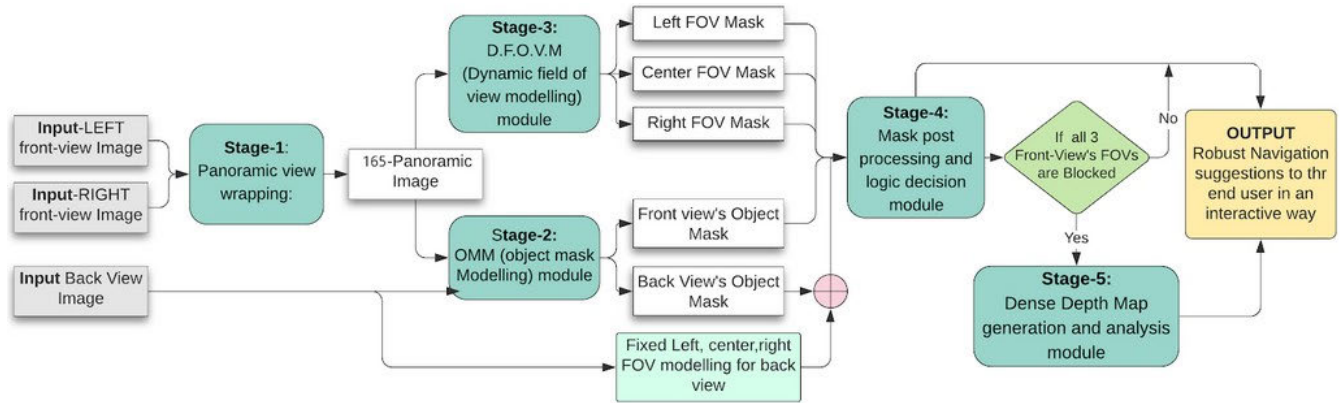 Input-LEFT
front-view Image
Input-RIGHT
front-view Image
Input Back View
Image
Stage-1:
Panoramic view
wrapping:
165-Panoramic
Image
Stage-3:
D.F.O.V.M
(Dynamic field of
view modelling)
module
Stage-2:
OMM (object mask
Modelling) module
Left FOV Mask
Center FOV Mask
Right FOV Mask
Front view's Object
Mask
Back View's Object
Mask
Fixed Left, center,right
FOV modelling for back
view
Stage-4:
Mask post
processing and
logic decision
module
If all 3
Front-View's FOVs
are Blocked
No
Yes
Stage-5:
Dense Depth Map
generation and analysis
module
OUTPUT
Robust Navigation
suggestions to thr
end user in an
interactive way